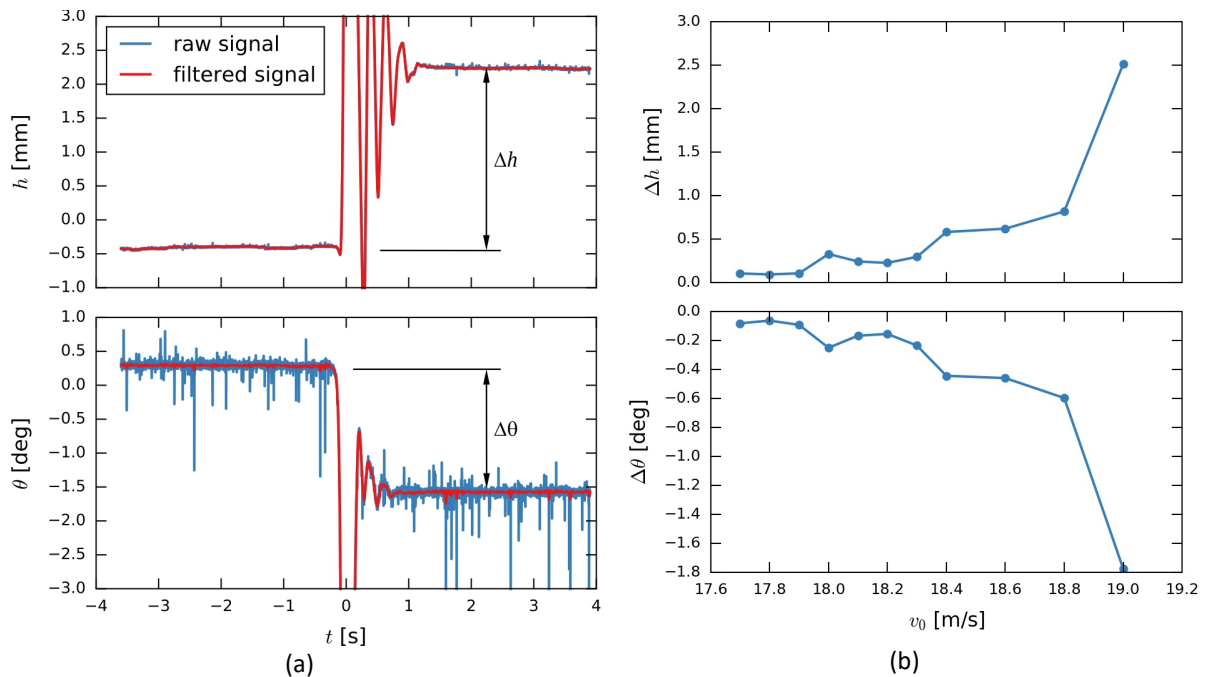 3.0
2.5
2.0
1.5
1.0
0.5
0.0
−0.5
−1.0
h [mm]
raw signal
filtered signal
Δh
1.0
0.5
0.0
−0.5
−1.0
−1.5
−2.0
−2.5
−3.0
θ [deg]
Δθ
−4 −3 −2 −1 0 1 2 3 4
t [s]
(a)
3.0
2.5
2.0
1.5
1.0
0.5
0.0
Δh [mm]
0.0
−0.2
−0.4
−0.6
−0.8
−1.0
−1.2
−1.4
−1.6
−1.8
Δθ [deg]
17.6 17.8 18.0 18.2 18.4 18.6 18.8 19.0 19.2
v₀ [m/s]
(b)